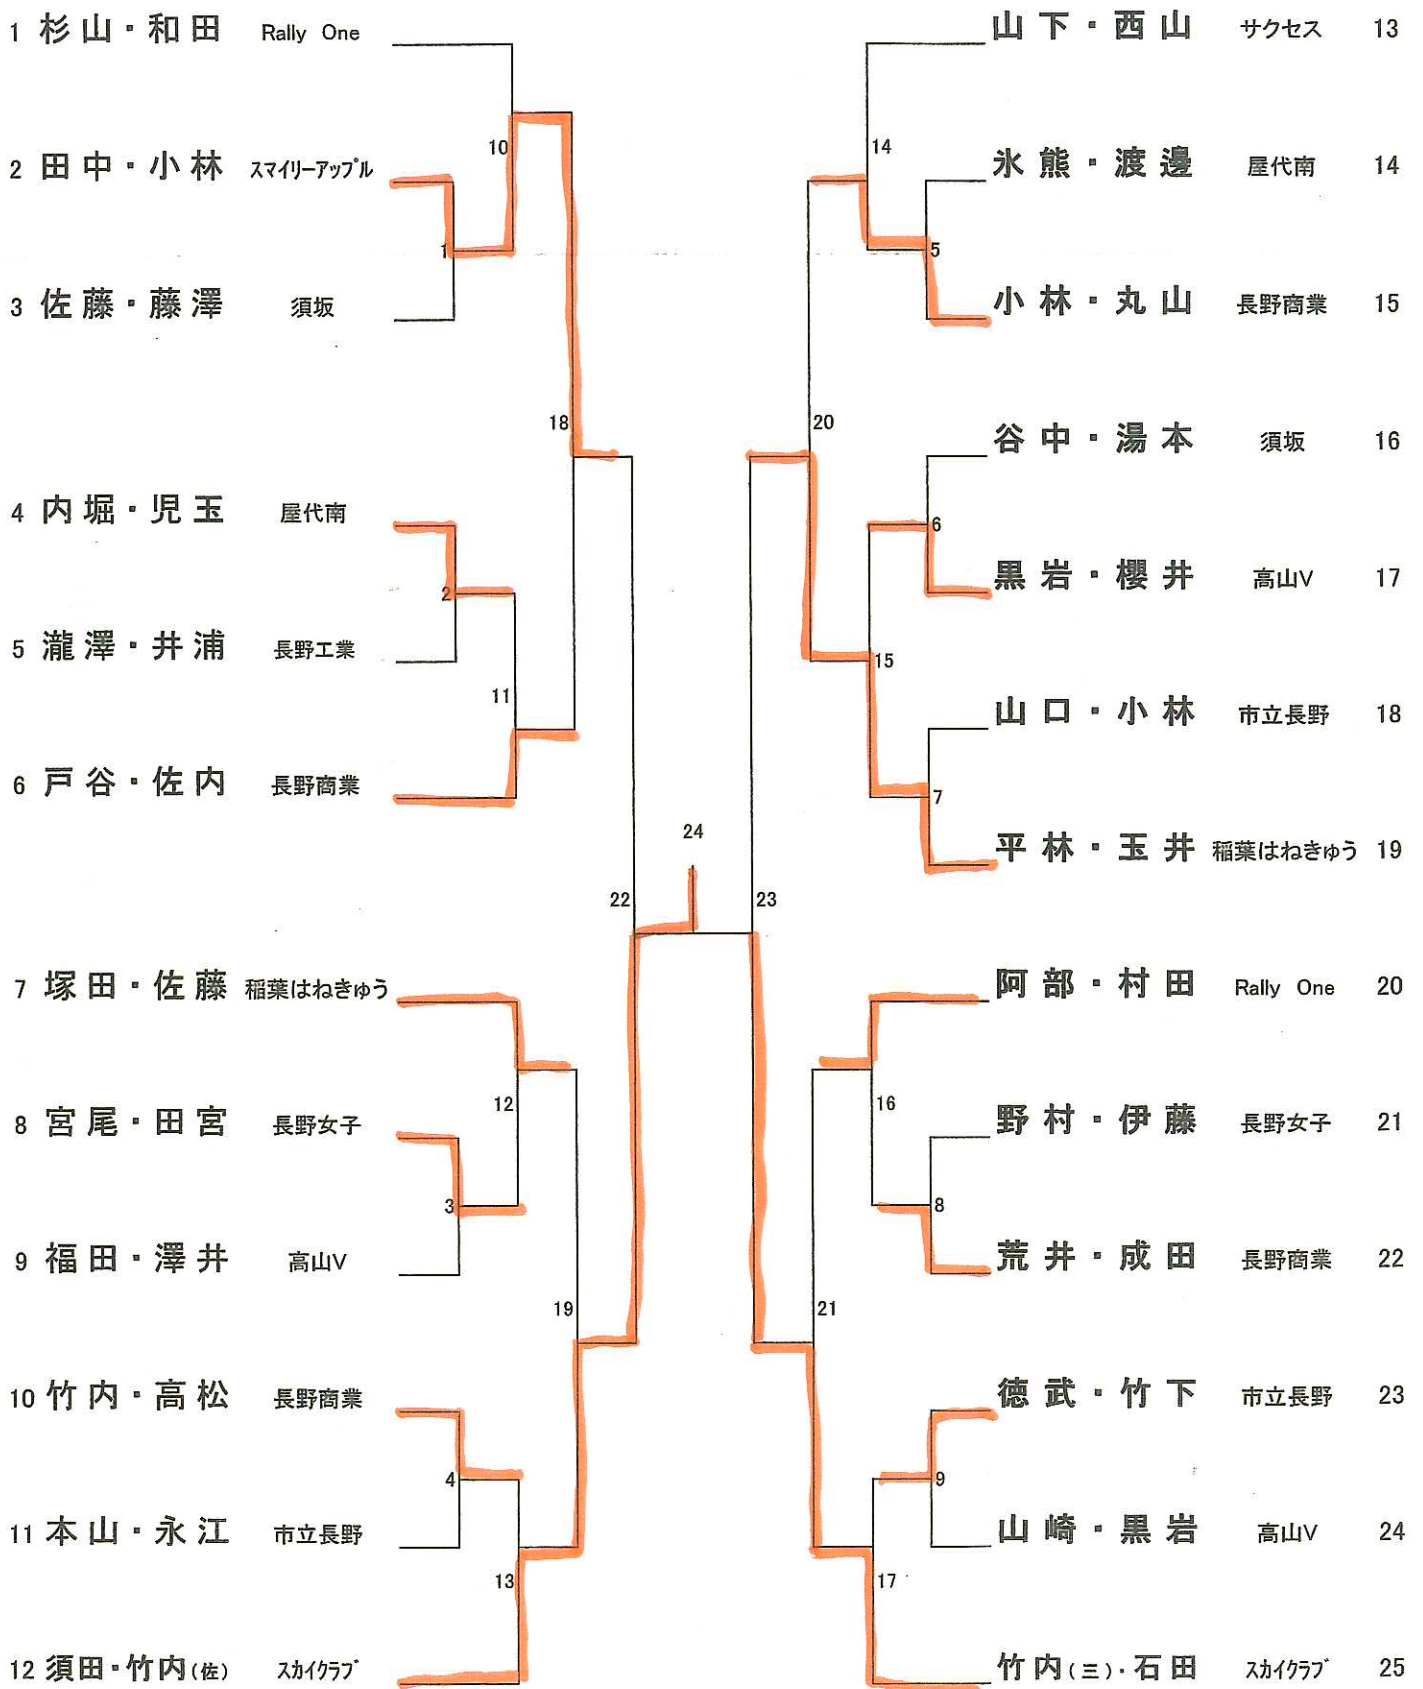 1 杉山・和田 Rally One
2 田中・小林 スマイリーアップル
3 佐藤・藤澤 須坂
4 内堀・児玉 屋代南
5 瀧澤・井浦 長野工業
6 戸谷・佐内 長野商業
7 塚田・佐藤 稲葉はねきゅう
8 宮尾・田宮 長野女子
9 福田・澤井 高山V
10 竹内・高松 長野商業
11 本山・永江 市立長野
12 須田・竹内(佐) スカイクラブ
10
1
18
2
11
22
12
3
19
4
13
24
14
5
20
6
15
7
23
16
8
21
9
17
山下・西山 サクセス 13
氷熊・渡邊 屋代南 14
小林・丸山 長野商業 15
谷中・湯本 須坂 16
黒岩・櫻井 高山V 17
山口・小林 市立長野 18
平林・玉井 稲葉はねきゅう 19
阿部・村田 Rally One 20
野村・伊藤 長野女子 21
荒井・成田 長野商業 22
徳武・竹下 市立長野 23
山崎・黒岩 高山V 24
竹内(三)・石田 スカイクラブ 25